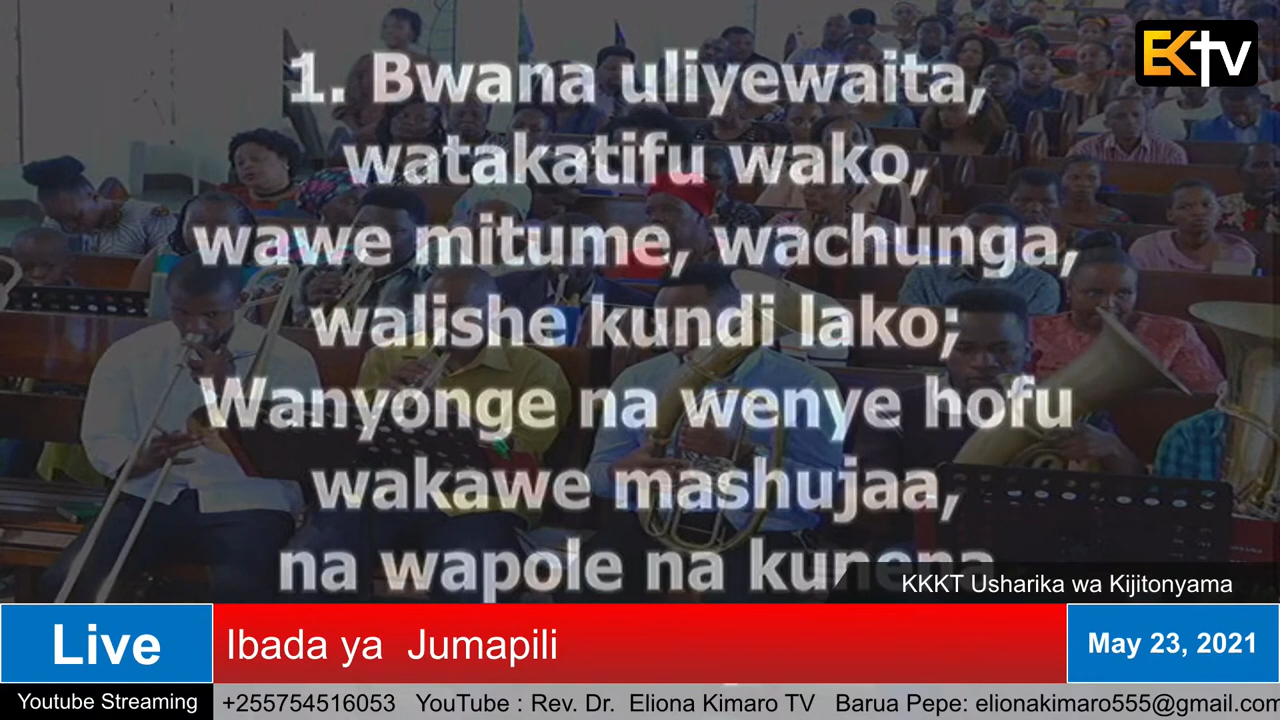 1. Bwana uliyewaita,
watakatifu wako,
wawe mitume, wachunga,
walishe kundi lako;
Wanyonge na wenye hofu
wakawe mashujaa,
na wapole na kunena
EKTV
KKKT Usharika wa Kijitonyama
Live
Ibada ya Jumapili
May 23, 2021
Youtube Streaming
+255754516053 YouTube : Rev. Dr. Eliona Kimaro TV Barua Pepe: elionakimaro555@gmail.com